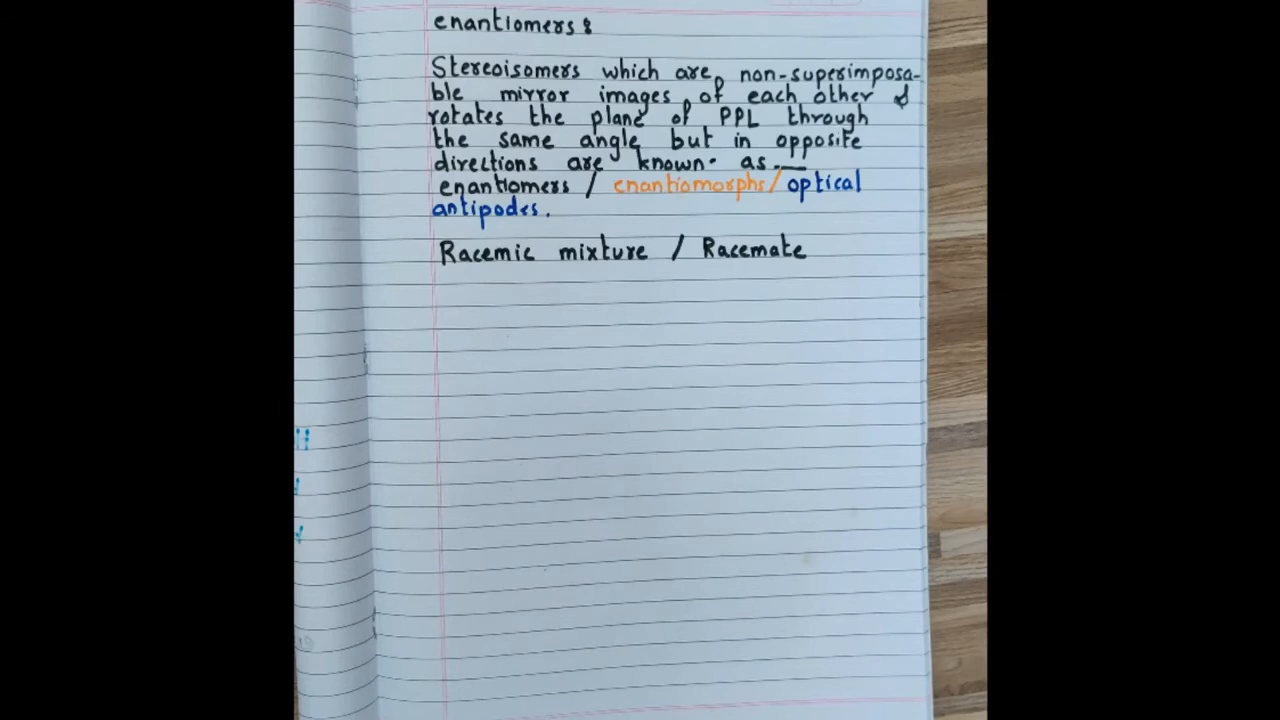 enantiomers :
Stereoisomers which are non-superimposa-
ble mirror images of each other &
rotates the plane of PPL through
the same angle but in opposite
directions are known as —
enantiomers / enantiomorphs / optical
antipodes.
Racemic mixture / Racemate